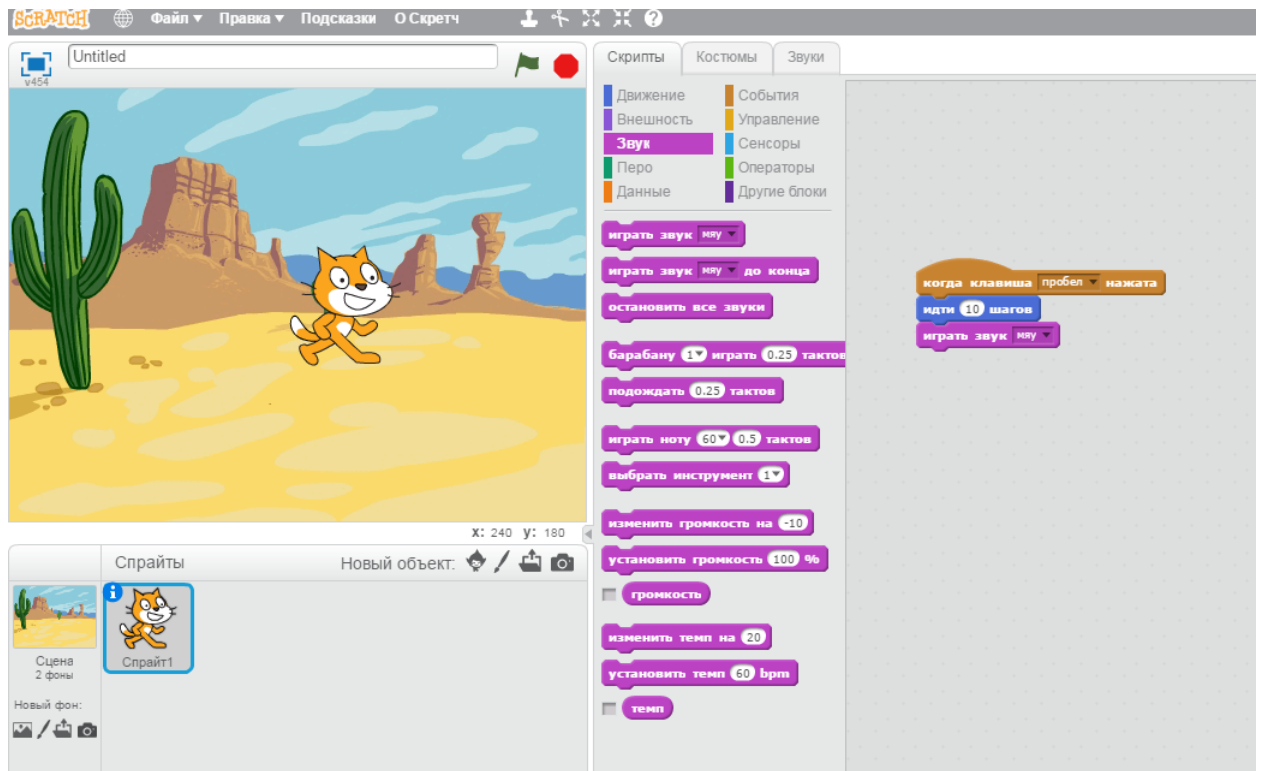 SCRATCH Файл Правка Подсказки О Скретч
Untitled
v454
X: 240 y: 180
Спрайты Новый объект:
Сцена
2 фоны
Спрайт1
Новый фон:
Скрипты Костюмы Звуки
Движение События
Внешность Управление
Звук Сенсоры
Перо Операторы
Данные Другие блоки
играть звук мяу
играть звук мяу до конца
остановить все звуки
барабану 1 играть 0.25 тактов
подождать 0.25 тактов
играть ноту 60 0.5 тактов
выбрать инструмент 1
изменить громкость на -10
установить громкость 100 %
громкость
изменить темп на 20
установить темп 60 bpm
темп
когда клавиша пробел нажата
идти 10 шагов
играть звук мяу